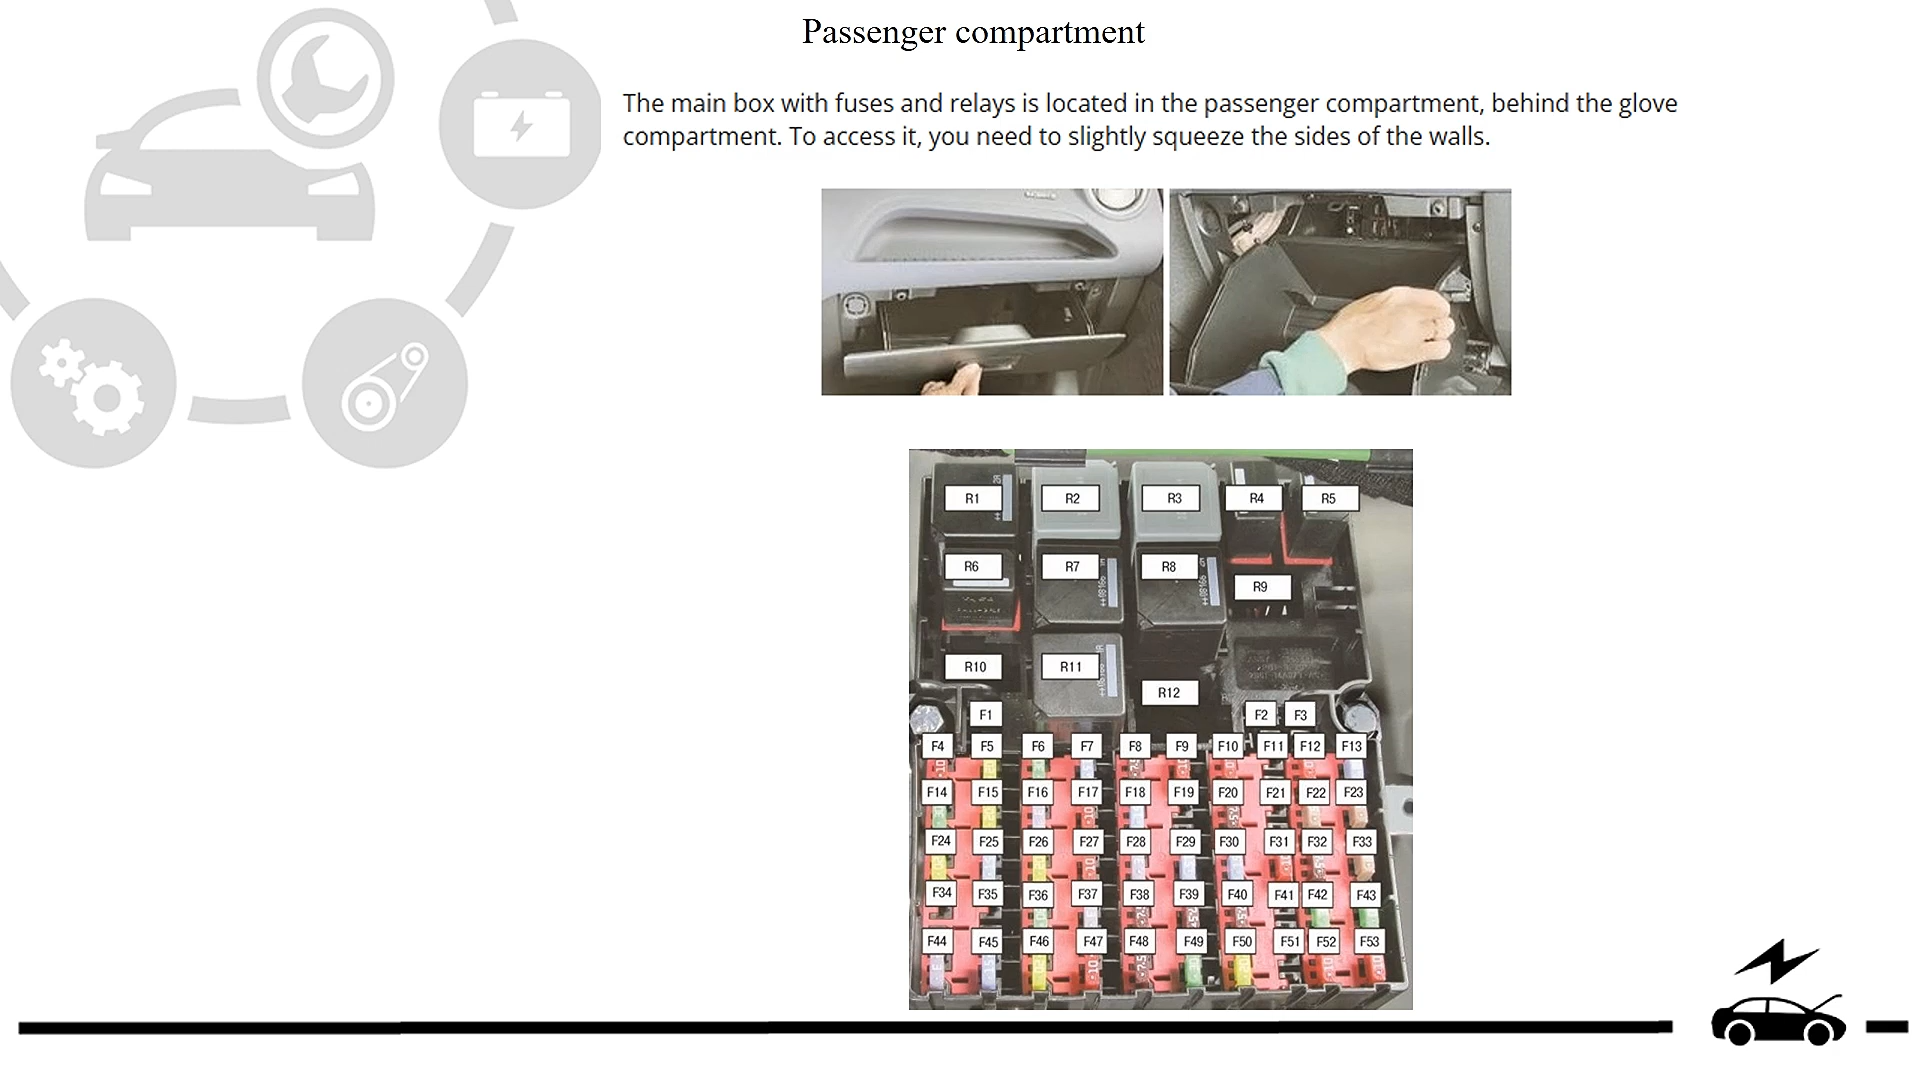 Passenger compartment
The main box with fuses and relays is located in the passenger compartment, behind the glove
compartment. To access it, you need to slightly squeeze the sides of the walls.
R1 R2 R3 R4 R5
R6 R7 R8
R9
R10 R11
R12
F1 F2 F3
F4 F5 F6 F7 F8 F9 F10 F11 F12 F13
F14 F15 F16 F17 F18 F19 F20 F21 F22 F23
F24 F25 F26 F27 F28 F29 F30 F31 F32 F33
F34 F35 F36 F37 F38 F39 F40 F41 F42 F43
F44 F45 F46 F47 F48 F49 F50 F51 F52 F53